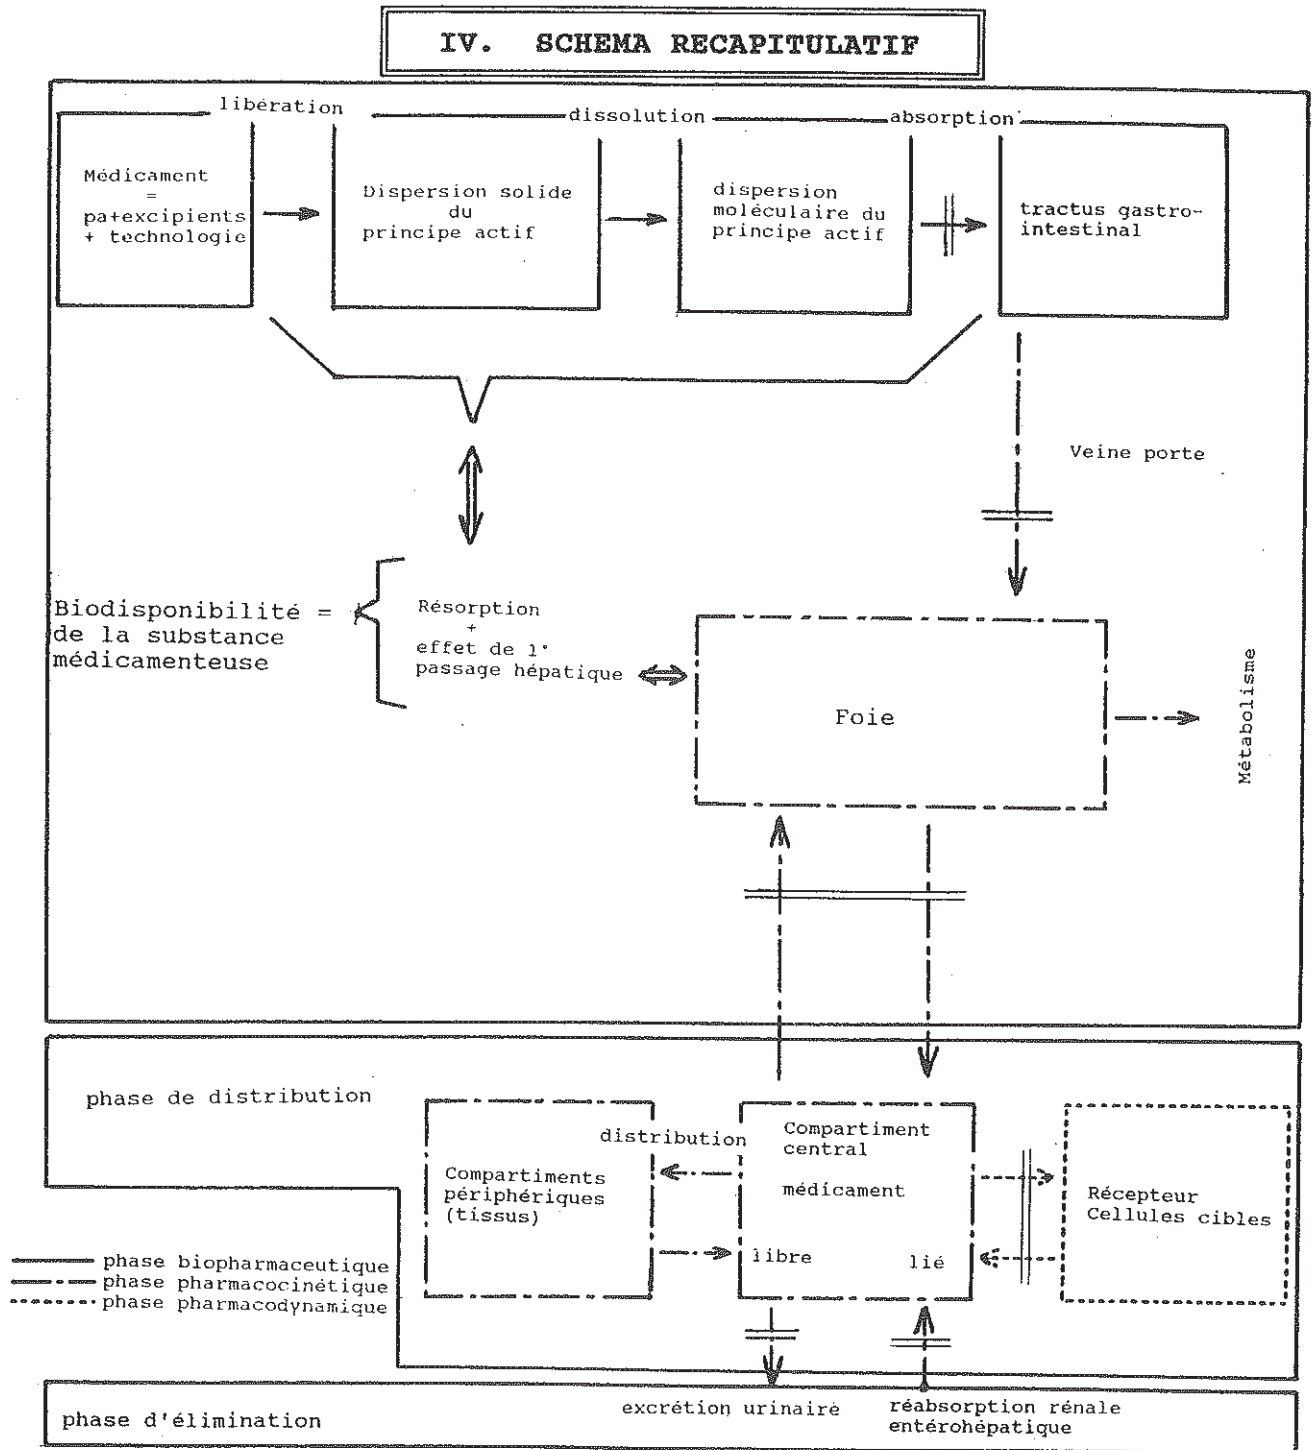 IV. SCHEMA RECAPITULATIF
libération
dissolution
absorption
Médicament
=
pa+excipients
+ technologie
Dispersion solide
du
principe actif
dispersion
moléculaire du
principe actif
tractus gastro-
intestinal
Veine porte
Biodisponibilité =
de la substance
médicamenteuse
Résorption
+
effet de 1°
passage hépatique
Foie
Métabolisme
phase de distribution
distribution
Compartiments
périphériques
(tissus)
Compartiment
central
médicament
libre
lié
Récepteur
Cellules cibles
phase biopharmaceutique
phase pharmacocinétique
phase pharmacodynamique
phase d'élimination
excrétion urinaire
réabsorption rénale
entérohépatique